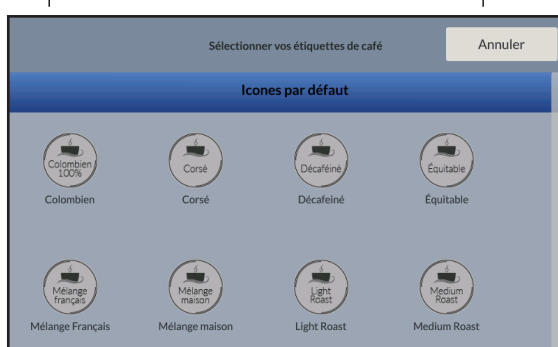 Sélectionner vos étiquettes de café
Annuler
Icones par défaut
Colombien
100%
Corsé
Décaféiné
Équitable
Colombien
Corsé
Décafeiné
Équitable
Mélange
français
Mélange
maison
Light
Roast
Medium
Roast
Mélange Français
Mélange maison
Light Roast
Medium Roast